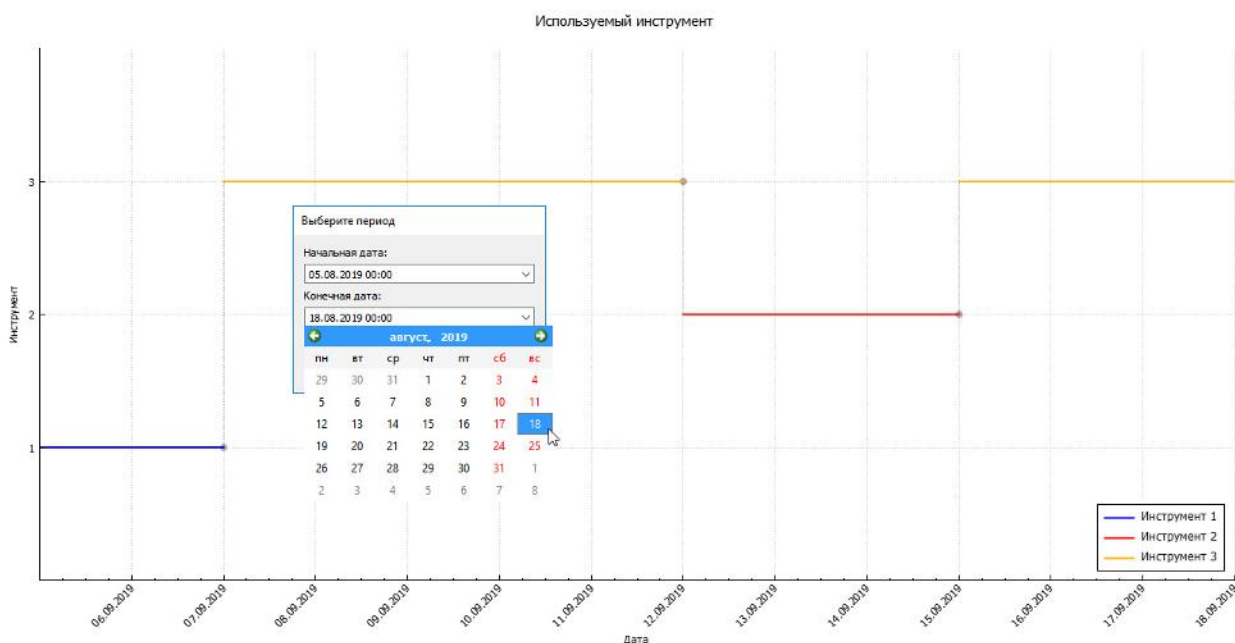 Используемый инструмент
Инструмент
3
2
1
Выберите период
Начальная дата:
05.08.2019 00:00
Конечная дата:
18.08.2019 00:00
август, 2019
пн вт ср чт пт сб вс
29 30 31 1 2 3 4
5 6 7 8 9 10 11
12 13 14 15 16 17 18
19 20 21 22 23 24 25
26 27 28 29 30 31 1
2 3 4 5 6 7 8
Инструмент 1
Инструмент 2
Инструмент 3
06.09.2019 07.09.2019 08.09.2019 09.09.2019 10.09.2019 11.09.2019 12.09.2019 13.09.2019 14.09.2019 15.09.2019 16.09.2019 17.09.2019 18.09.2019
Дата